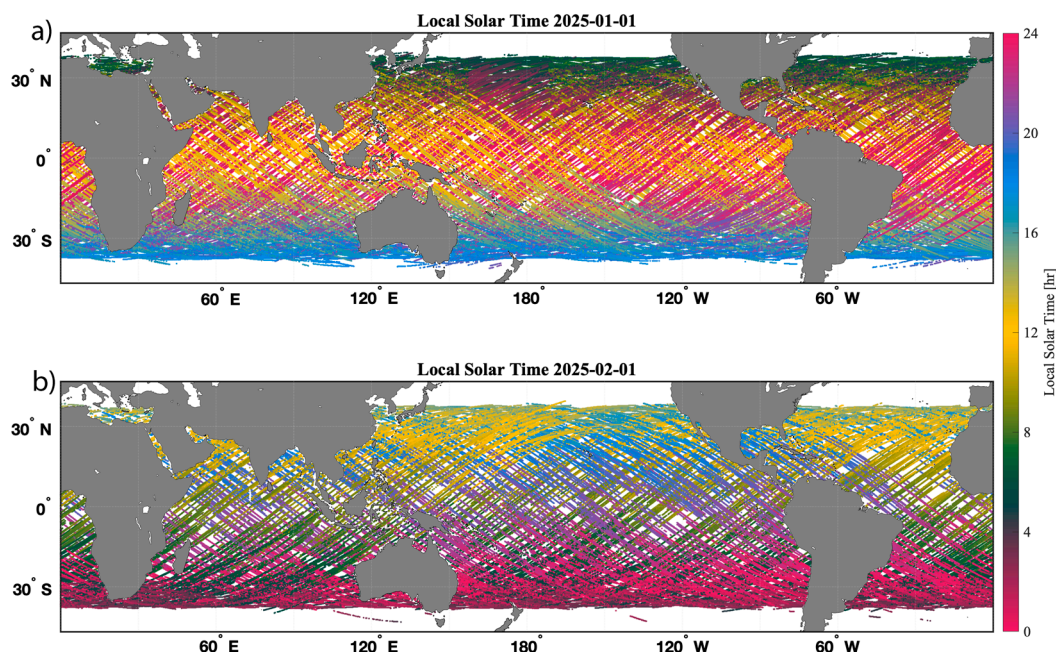 a)
Local Solar Time 2025-01-01
30° N
0°
30° S
60° E
120° E
180°
120° W
60° W
b)
Local Solar Time 2025-02-01
30° N
0°
30° S
60° E
120° E
180°
120° W
60° W
24
20
16
12
8
4
0
Local Solar Time [hr]